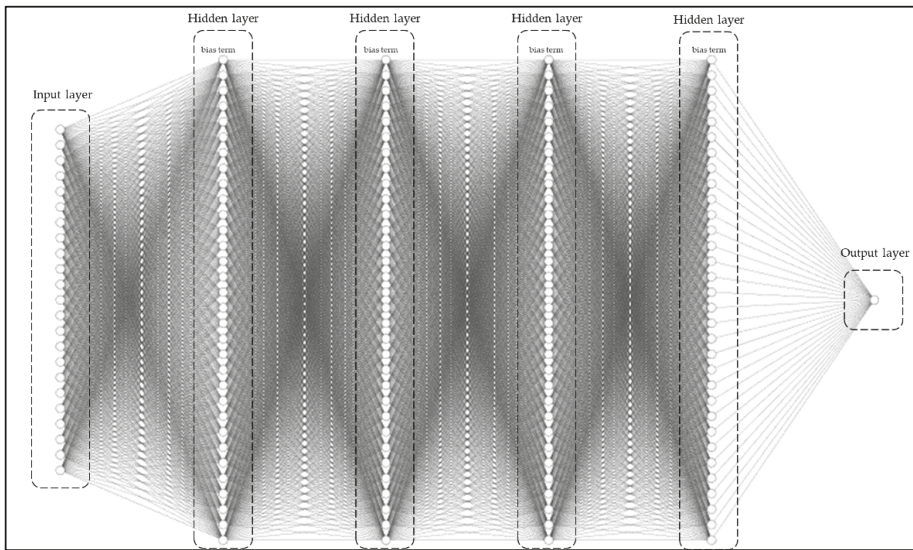 Hidden layer
Hidden layer
Hidden layer
Hidden layer
bias term
bias term
bias term
bias term
Input layer
Output layer